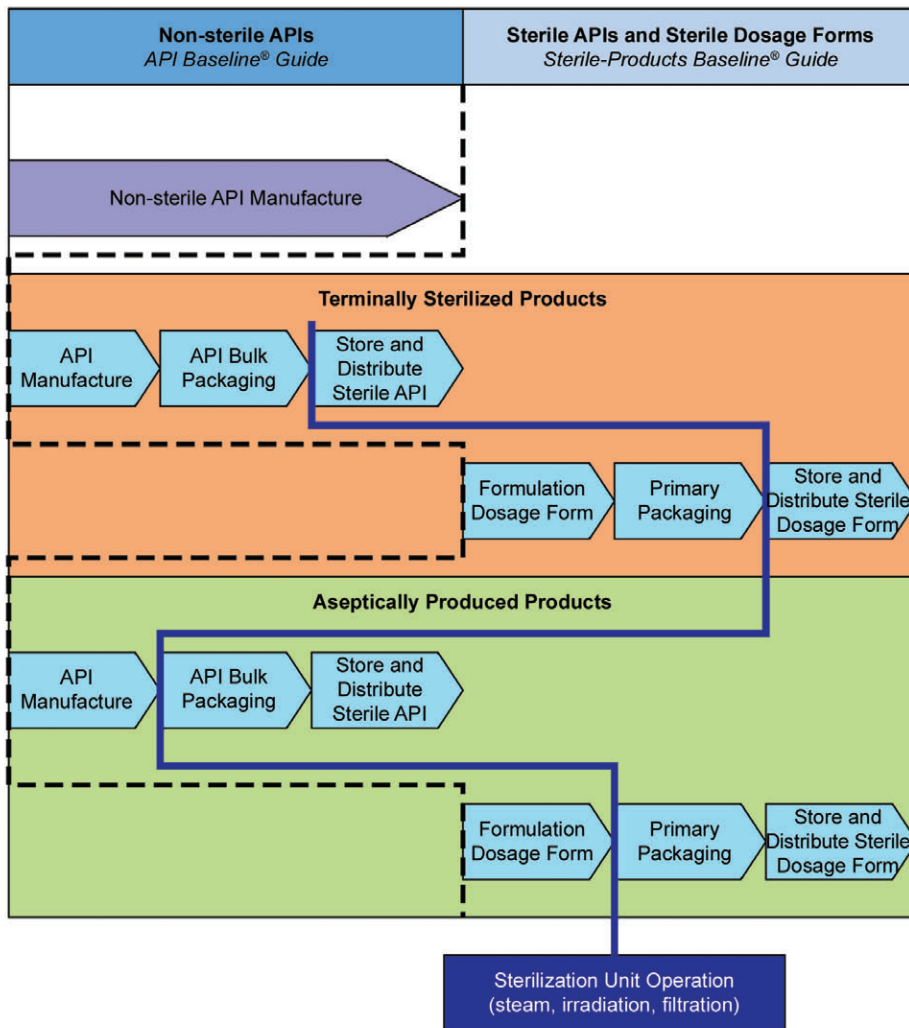 Non-sterile APIs
API Baseline® Guide
Sterile APIs and Sterile Dosage Forms
Sterile-Products Baseline® Guide
Non-sterile API Manufacture
Terminally Sterilized Products
API
Manufacture
API Bulk
Packaging
Store and
Distribute
Sterile API
Formulation
Dosage Form
Primary
Packaging
Store and
Distribute Sterile
Dosage Form
Aseptically Produced Products
API
Manufacture
API Bulk
Packaging
Store and
Distribute
Sterile API
Formulation
Dosage Form
Primary
Packaging
Store and
Distribute Sterile
Dosage Form
Sterilization Unit Operation
(steam, irradiation, filtration)